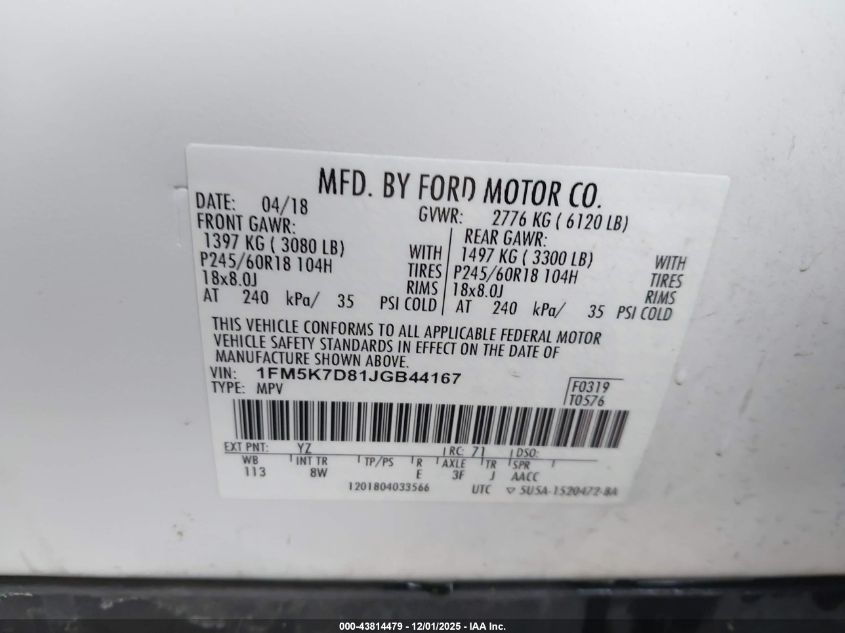 MFD. BY FORD MOTOR CO.
DATE: 04/18 GVWR: 2776 KG ( 6120 LB)
FRONT GAWR: REAR GAWR:
1397 KG ( 3080 LB) WITH 1497 KG ( 3300 LB) WITH
P245/60R18 104H TIRES P245/60R18 104H TIRES
18x8.0J RIMS 18x8.0J RIMS
AT 240 kPa/ 35 PSI COLD AT 240 kPa/ 35 PSI COLD
THIS VEHICLE CONFORMS TO ALL APPLICABLE FEDERAL MOTOR
VEHICLE SAFETY STANDARDS IN EFFECT ON THE DATE OF
MANUFACTURE SHOWN ABOVE.
VIN: 1FM5K7D81JGB44167 F0319
TYPE: MPV T0576
EXT PNT: YZ RC: 71 DSO:
WB INT TR TP/PS R AXLE TR SPR
113 8W E 3F J AACC
1201804033566 UTC ▽ 5U5A-1520472-BA
000-43814479 - 12/01/2025 - IAA Inc.